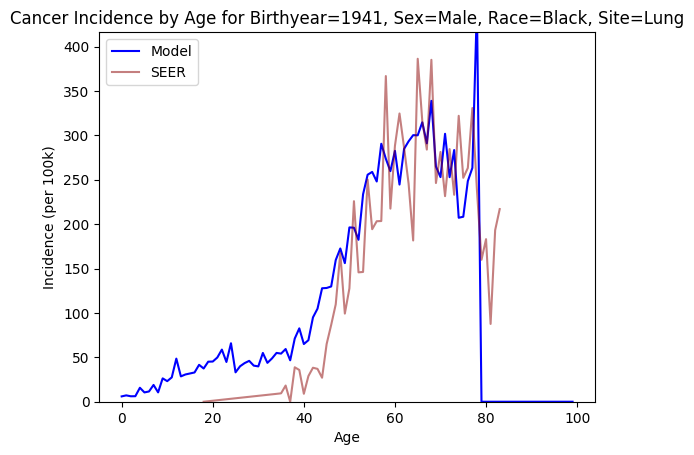 Cancer Incidence by Age for Birthyear=1941, Sex=Male, Race=Black, Site=Lung
Model
SEER
400
350
300
250
200
150
100
50
0
Incidence (per 100k)
0 20 40 60 80 100
Age